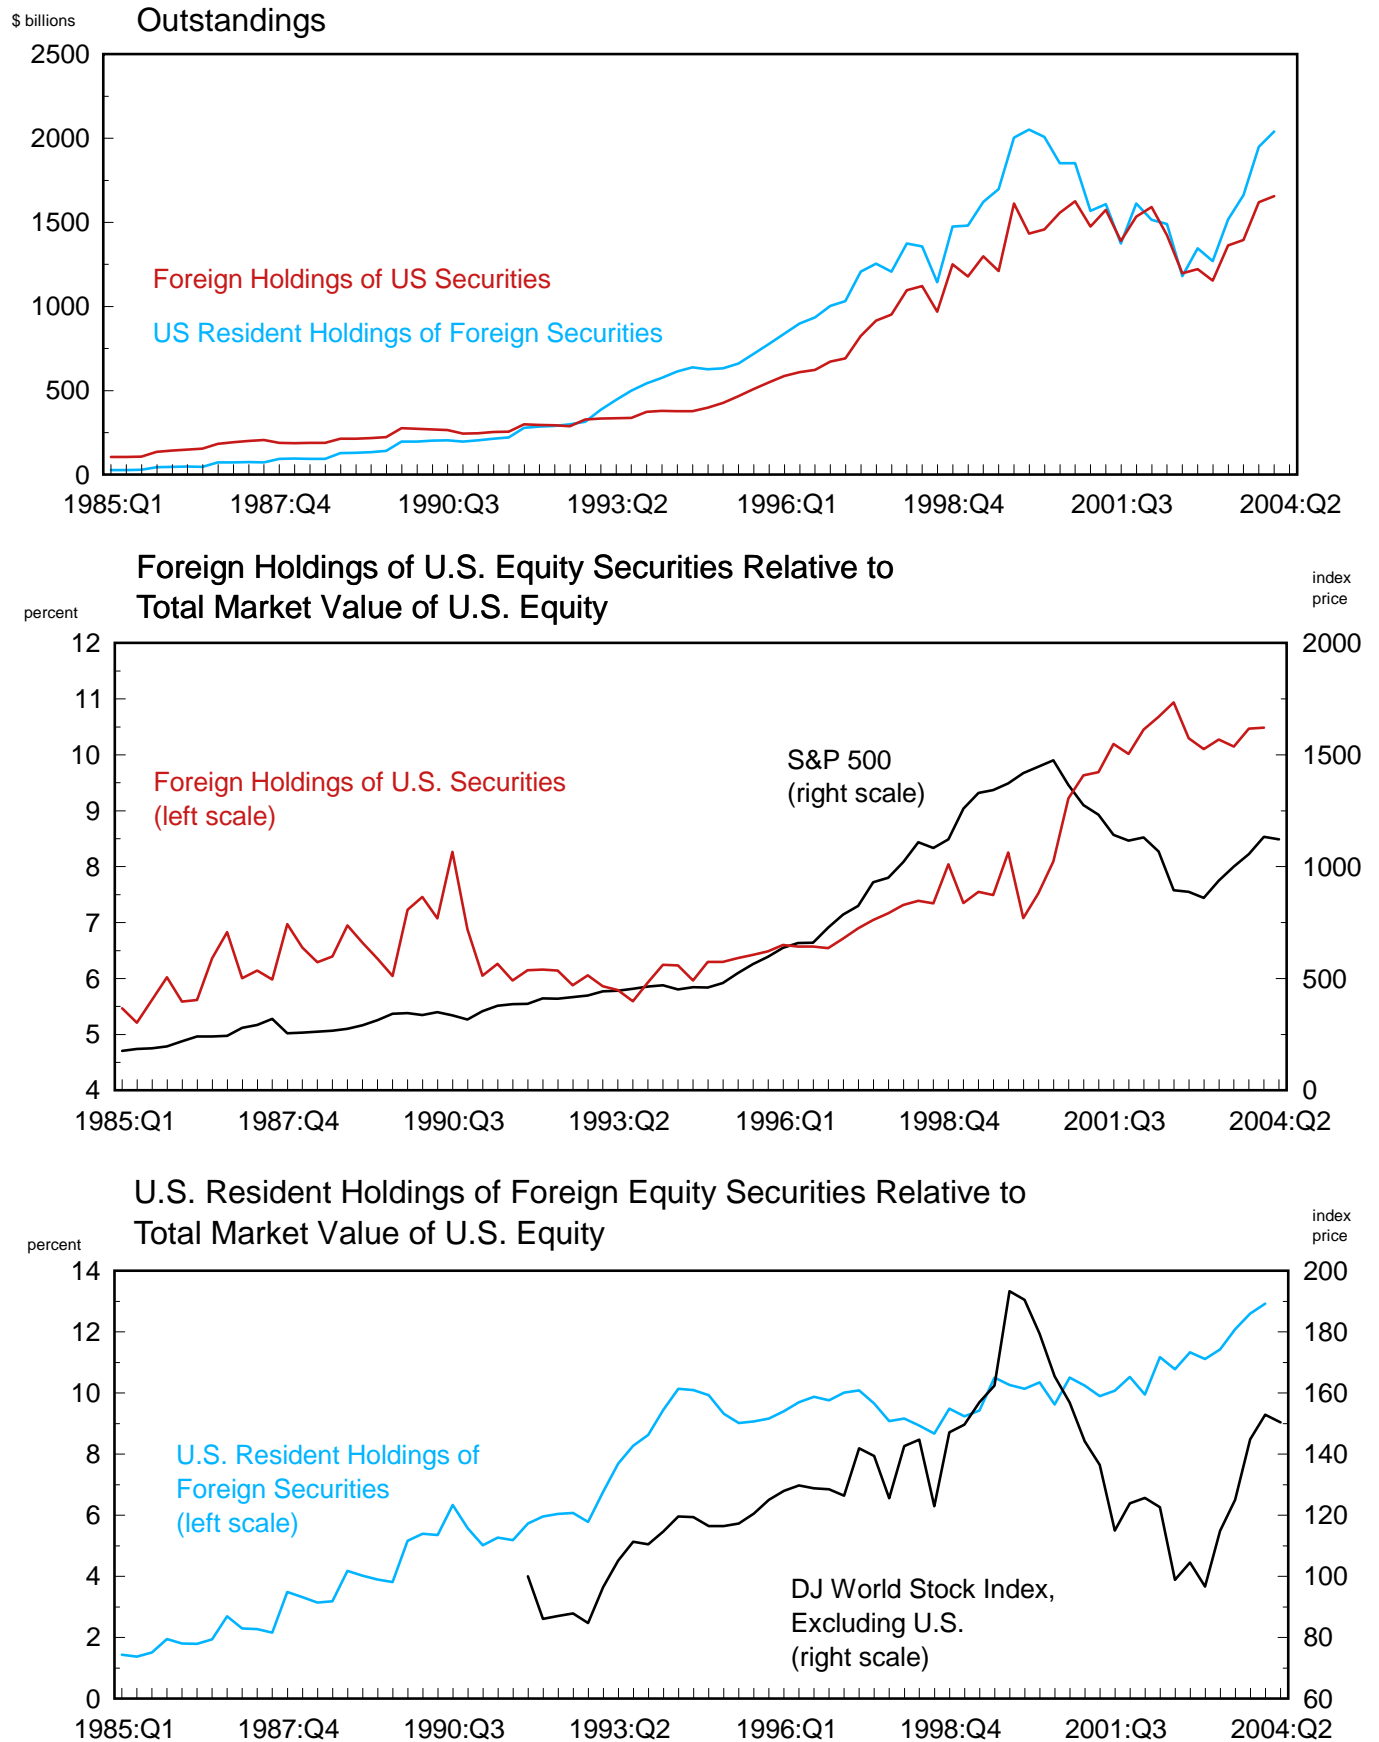 $ billions
Outstandings
2500
2000
1500
1000
500
0
Foreign Holdings of US Securities
US Resident Holdings of Foreign Securities
1985:Q1 1987:Q4 1990:Q3 1993:Q2 1996:Q1 1998:Q4 2001:Q3 2004:Q2
Foreign Holdings of U.S. Equity Securities Relative to
Total Market Value of U.S. Equity
percent
index
price
12
11
10
9
8
7
6
5
4
2000
1500
1000
500
0
Foreign Holdings of U.S. Securities
(left scale)
S&P 500
(right scale)
1985:Q1 1987:Q4 1990:Q3 1993:Q2 1996:Q1 1998:Q4 2001:Q3 2004:Q2
U.S. Resident Holdings of Foreign Equity Securities Relative to
Total Market Value of U.S. Equity
percent
index
price
14
12
10
8
6
4
2
0
200
180
160
140
120
100
80
60
U.S. Resident Holdings of
Foreign Securities
(left scale)
DJ World Stock Index,
Excluding U.S.
(right scale)
1985:Q1 1987:Q4 1990:Q3 1993:Q2 1996:Q1 1998:Q4 2001:Q3 2004:Q2